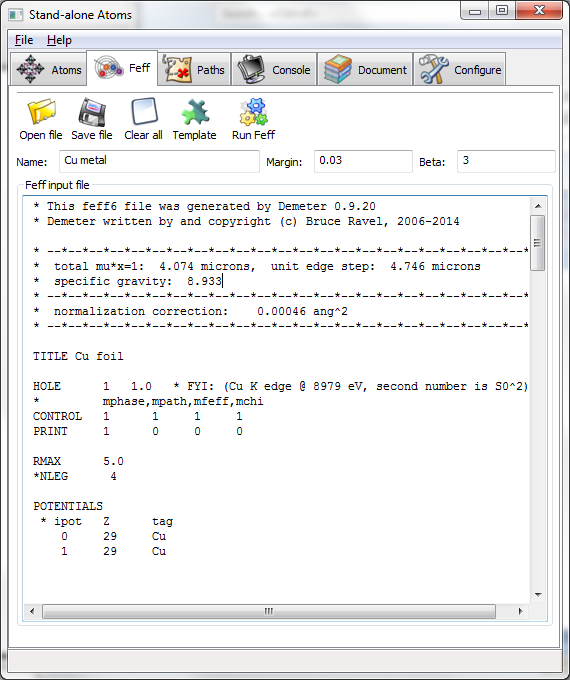 Stand-alone Atoms
File Help
Atoms Feff Paths Console Document Configure
Open file Save file Clear all Template Run Feff
Name: Cu metal Margin: 0.03 Beta: 3
Feff input file
* This feff6 file was generated by Demeter 0.9.20
* Demeter written by and copyright (c) Bruce Ravel, 2006-2014
* --*--*--*--*--*--*--*--*--*--*--*--*--*--*--*--*--*--*
*  total mu*x=1:  4.074 microns,  unit edge step:  4.746 microns
*  specific gravity:  8.933
* --*--*--*--*--*--*--*--*--*--*--*--*--*--*--*--*--*--*
*  normalization correction:    0.00046 ang^2
* --*--*--*--*--*--*--*--*--*--*--*--*--*--*--*--*--*--*
TITLE Cu foil
HOLE      1   1.0   * FYI: (Cu K edge @ 8979 eV, second number is S0^2)
*         mphase,mpath,mfeff,mchi
CONTROL   1      1     1     1
PRINT     1      0     0     0
RMAX      5.0
*NLEG      4
POTENTIALS
* ipot   Z      tag
0     29     Cu
1     29     Cu